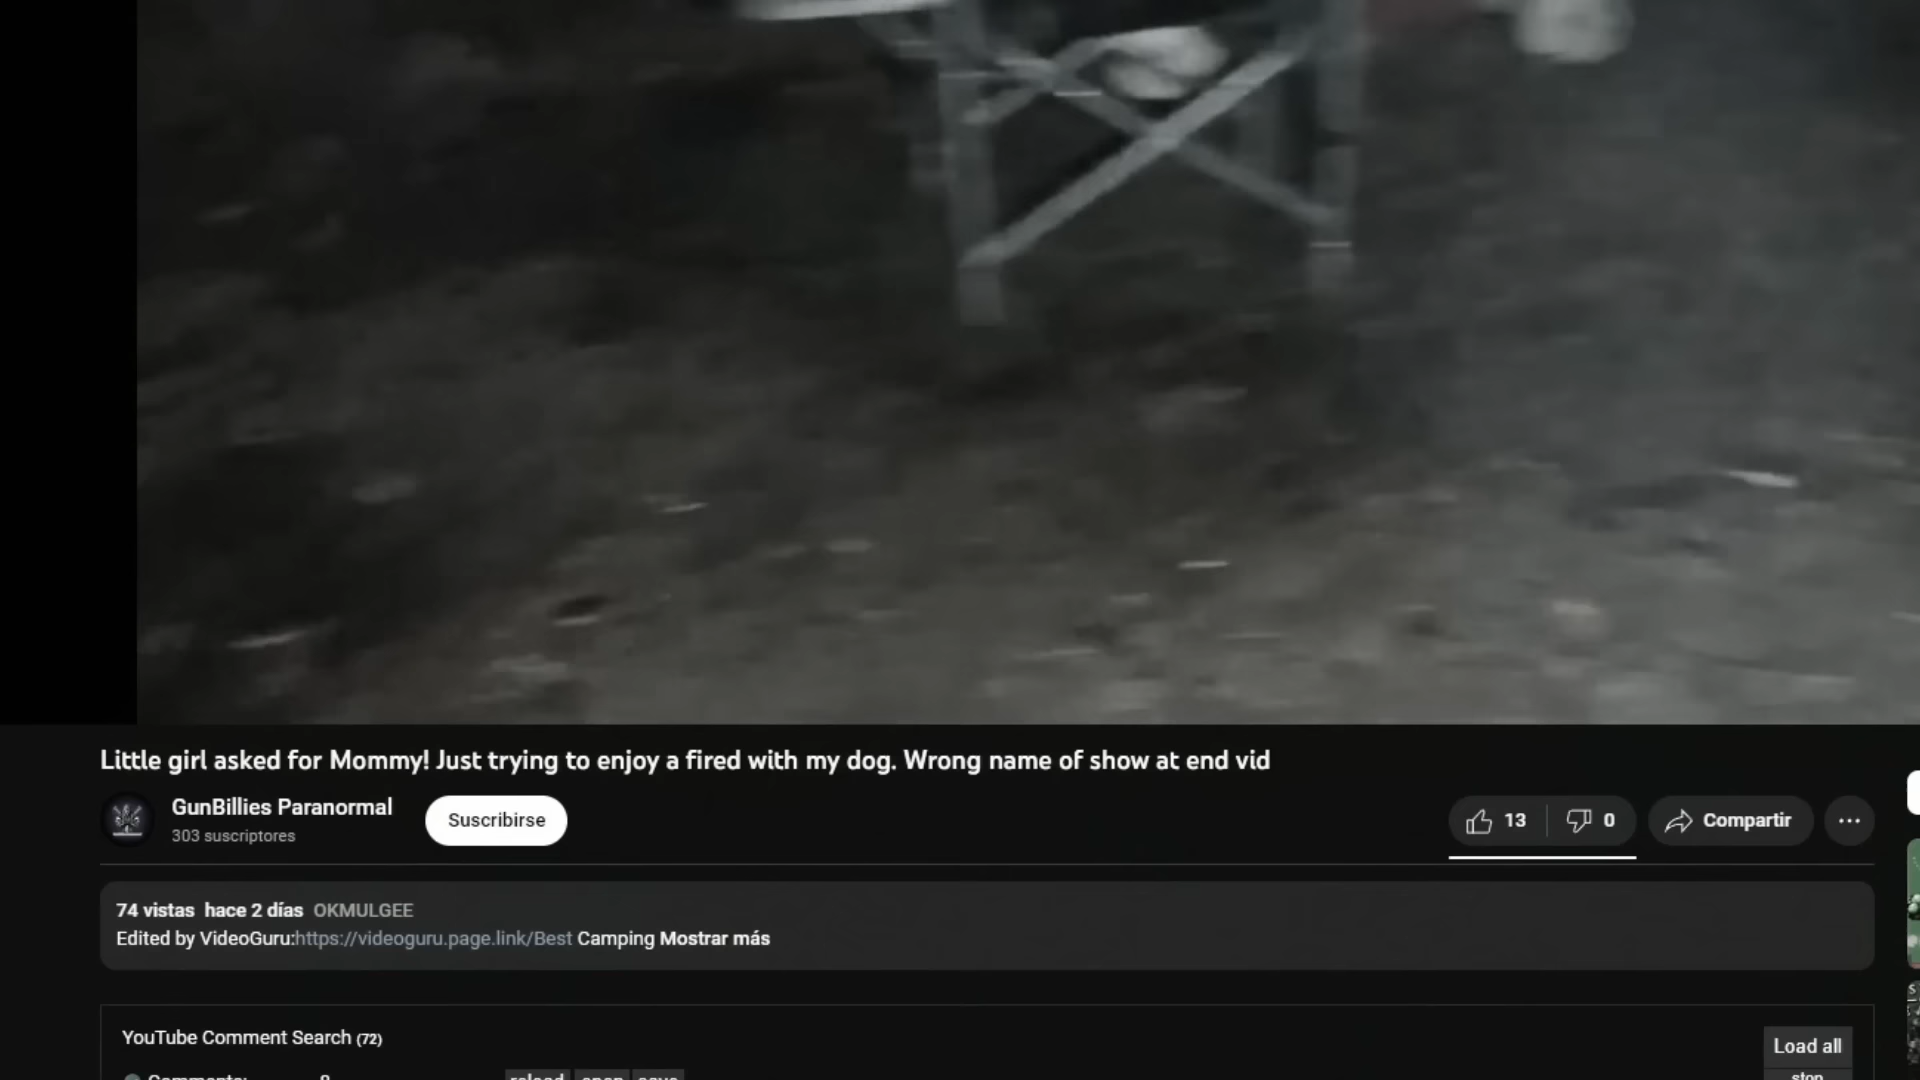 Little girl asked for Mommy! Just trying to enjoy a fired with my dog. Wrong name of show at end vid
GunBillies Paranormal
303 suscriptores
Suscribirse
13
0
Compartir
74 vistas hace 2 días OKMULGEE
Edited by VideoGuru:https://videoguru.page.link/Best Camping Mostrar más
YouTube Comment Search (72)
Load all